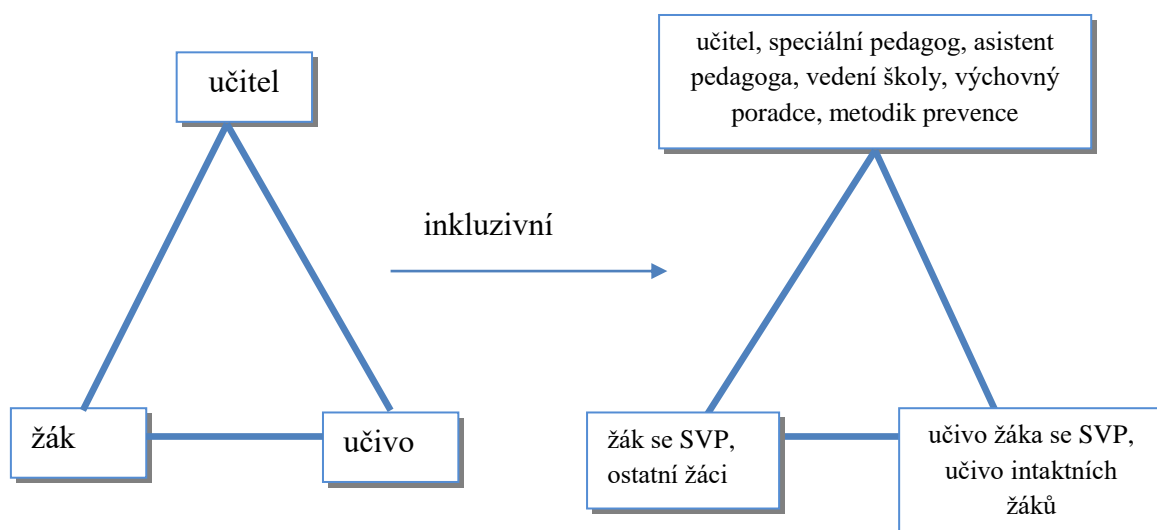 učitel
žák
učivo
inkluzivní
učitel, speciální pedagog, asistent
pedagoga, vedení školy, výchovný
poradce, metodik prevence
žák se SVP,
ostatní žáci
učivo žáka se SVP,
učivo intaktních
žáků